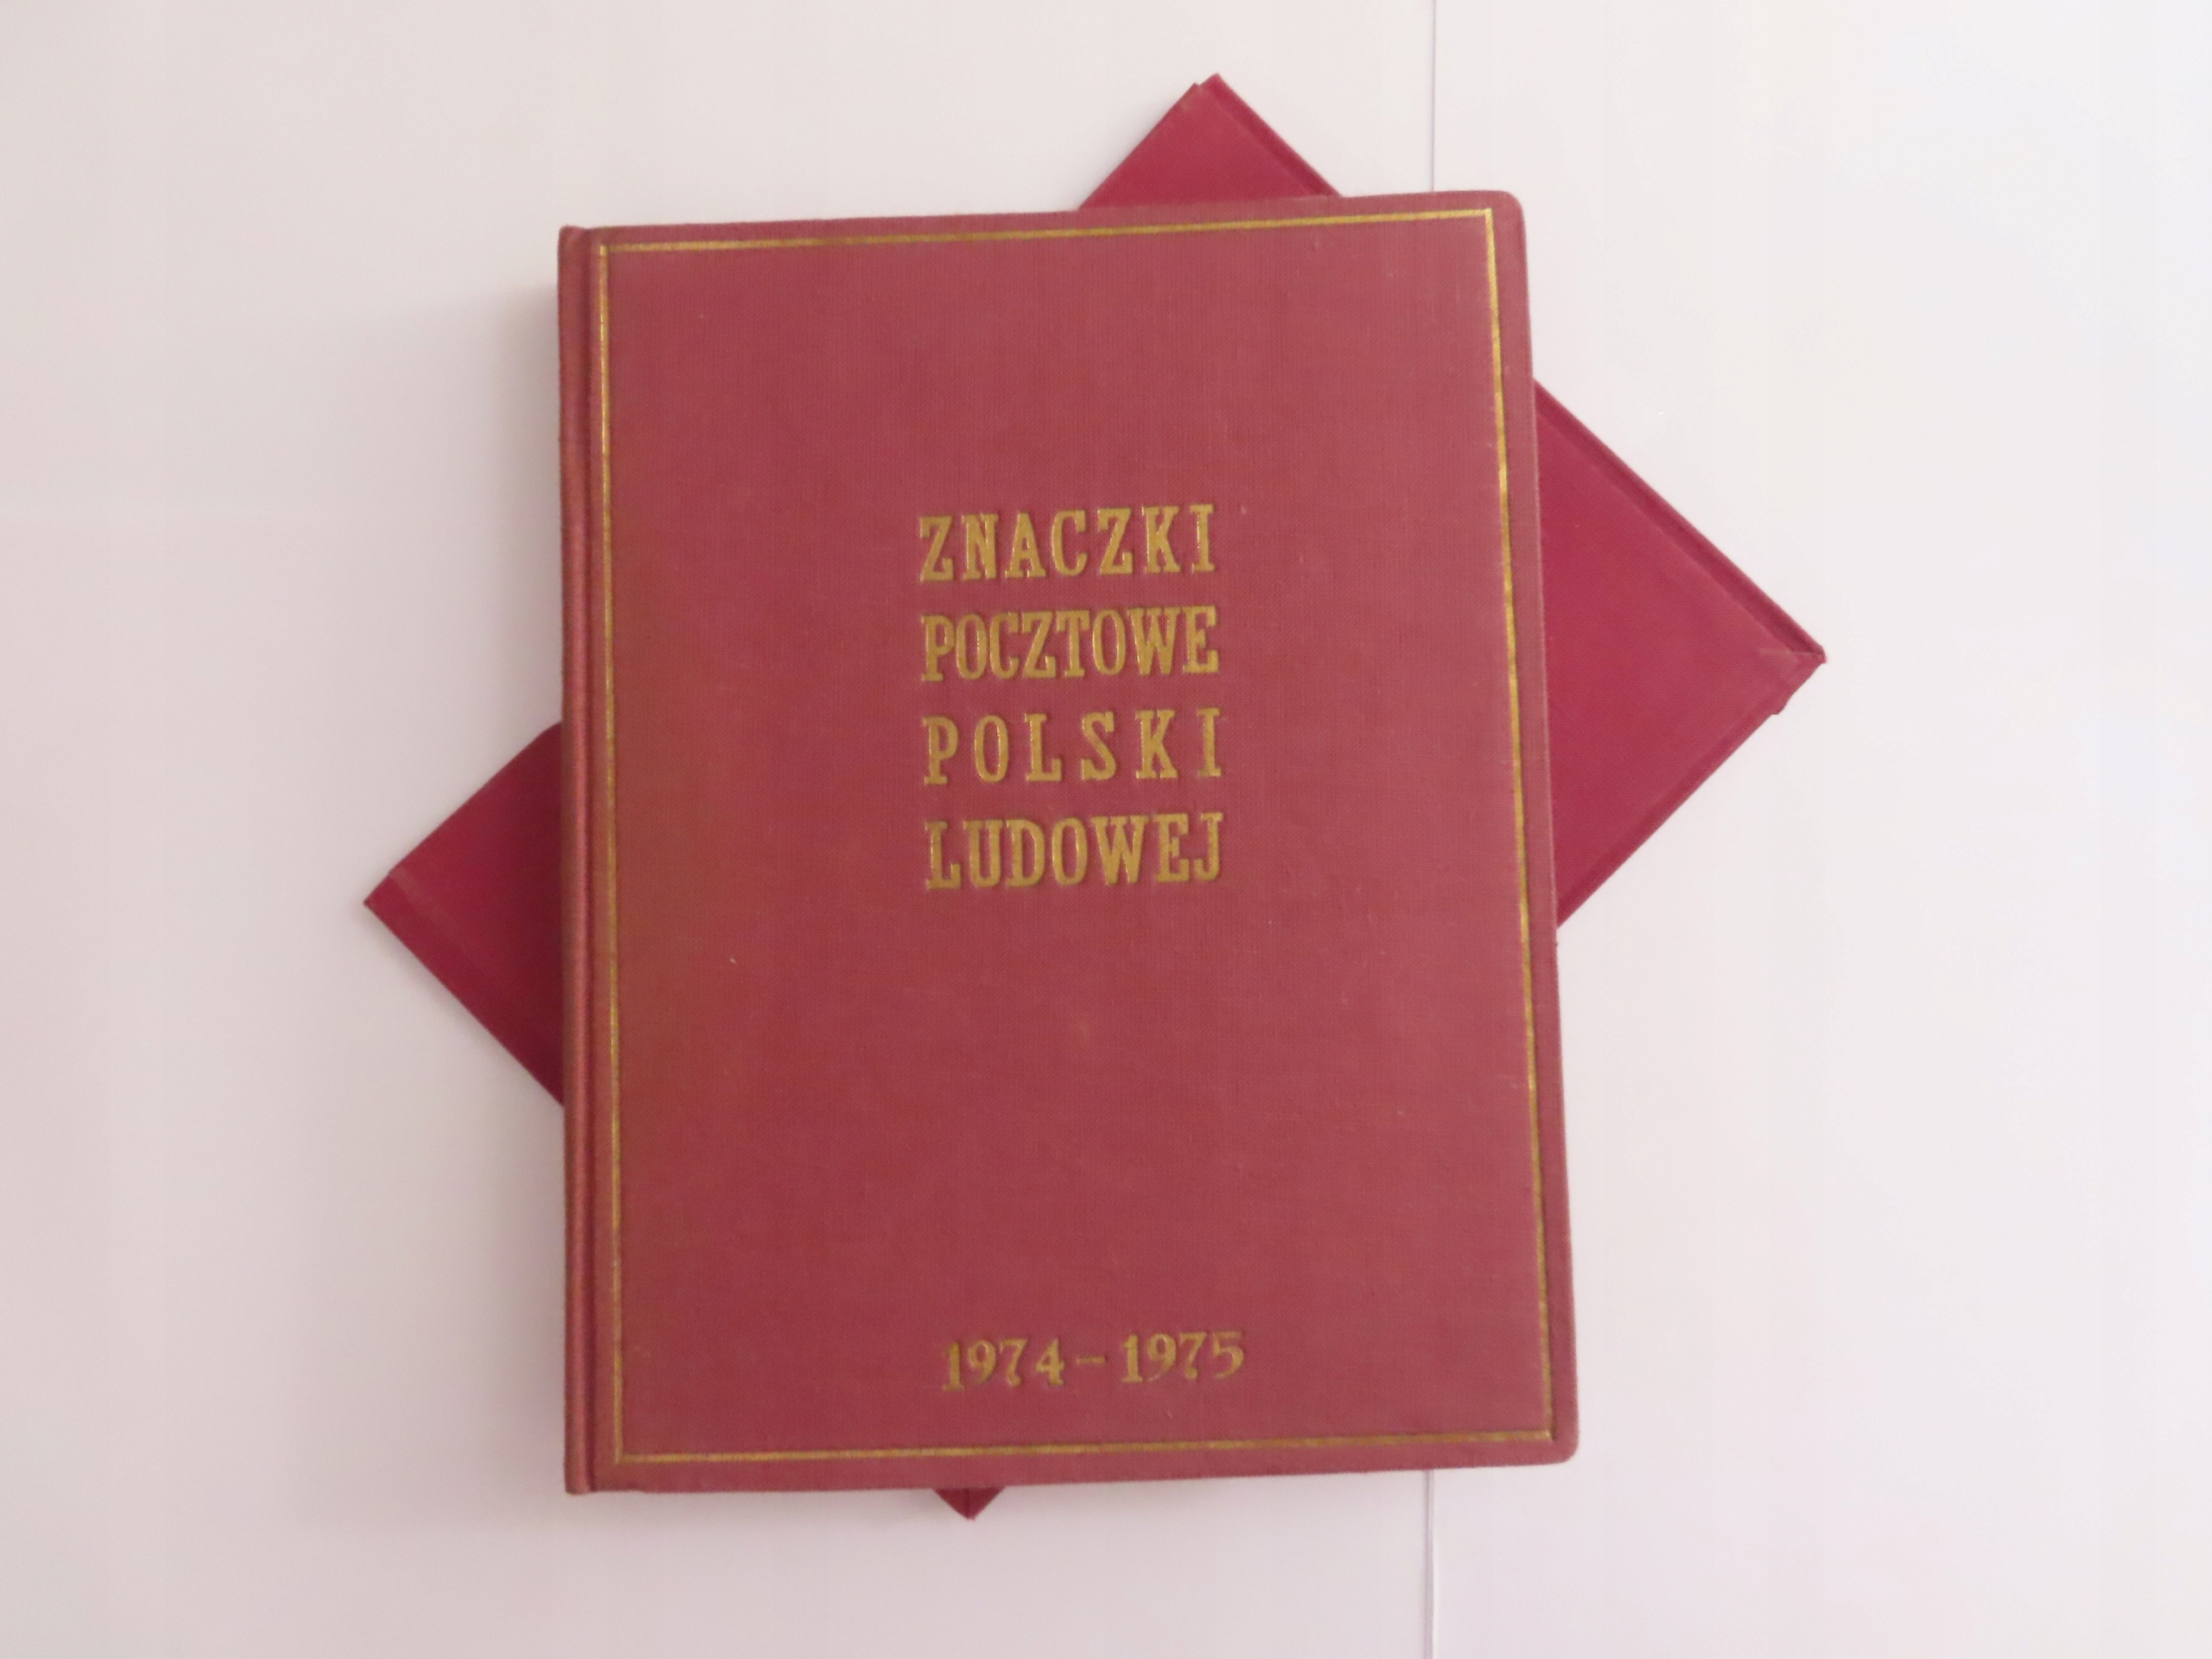 ZNACZKI
POCZTOWE
POLSKI
LUDOWEJ
1974-1975